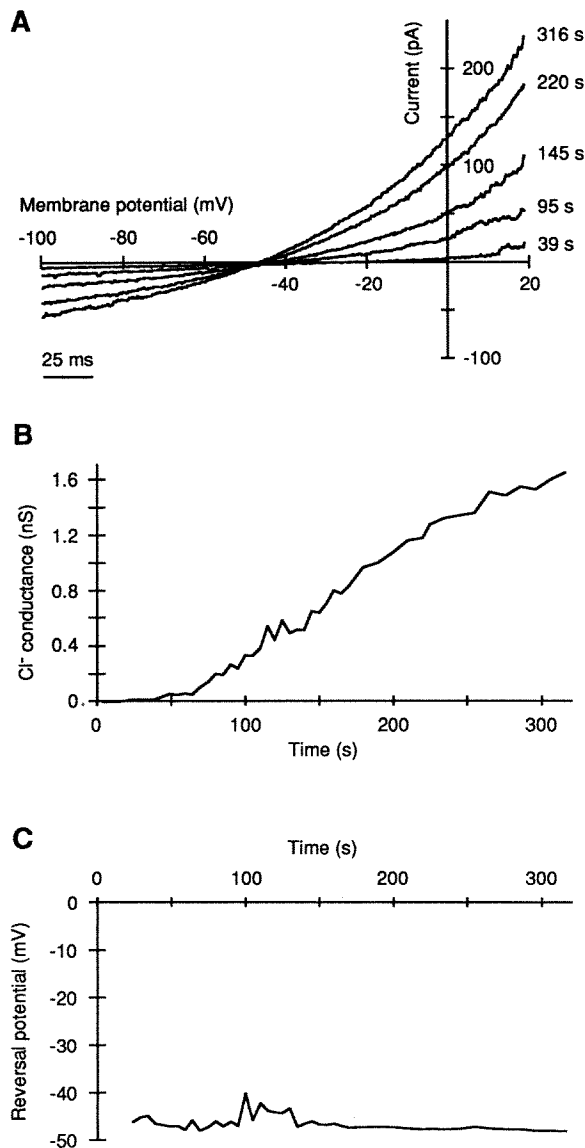 A
Current (pA)
316 s
200
220 s
145 s
100
95 s
39 s
Membrane potential (mV)
-100
-80
-60
-40
-20
20
-100
25 ms
B
Cl⁻ conductance (nS)
1.6
1.2
0.8
0.4
0
0
100
200
300
Time (s)
C
Time (s)
0
100
200
300
Reversal potential (mV)
0
-10
-20
-30
-40
-50